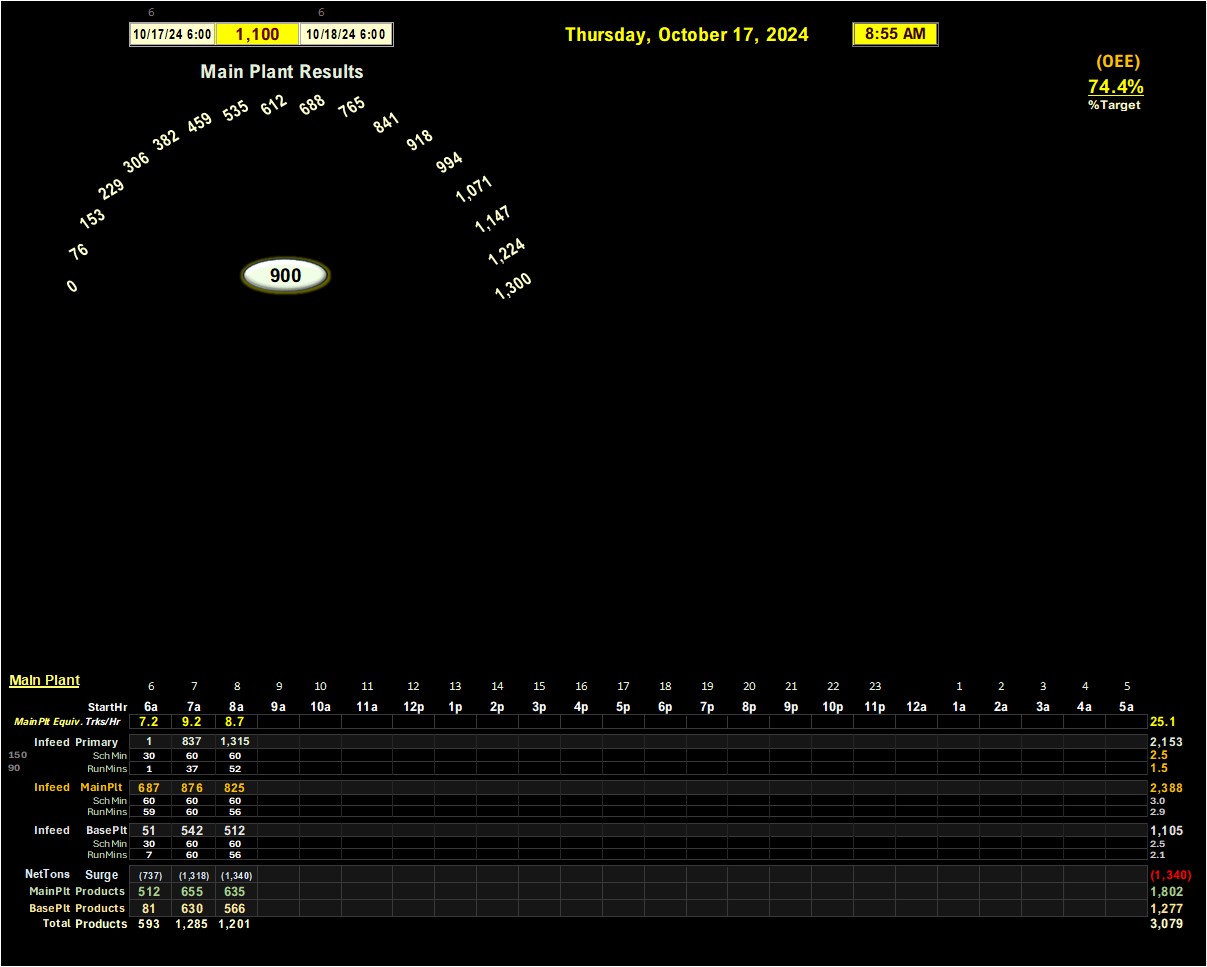 6 6
10/17/24 6:00 1,100 10/18/24 6:00 Thursday, October 17, 2024 8:55 AM
(OEE)
74.4%
%Target
Main Plant Results
0 76 153 229 306 382 459 535 612 688 765 841 918 994 1,071 1,147 1,224 1,300
900
Main Plant
6 7 8 9 10 11 12 13 14 15 16 17 18 19 20 21 22 23 1 2 3 4 5
StartHr 6a 7a 8a 9a 10a 11a 12p 1p 2p 3p 4p 5p 6p 7p 8p 9p 10p 11p 12a 1a 2a 3a 4a 5a
MainPlt Equiv. Trks/Hr 7.2 9.2 8.7 25.1
Infeed Primary 1 837 1,315 2,153
150 Sch Min 30 60 60 2.5
90 RunMins 1 37 52 1.5
Infeed MainPlt 687 876 825 2,388
Sch Min 60 60 60 3.0
RunMins 59 60 56 2.9
Infeed BasePlt 51 542 512 1,105
Sch Min 30 60 60 2.5
RunMins 7 60 56 2.1
NetTons Surge (737) (1,318) (1,340) (1,340)
MainPlt Products 512 655 635 1,802
BasePlt Products 81 630 566 1,277
Total Products 593 1,285 1,201 3,079